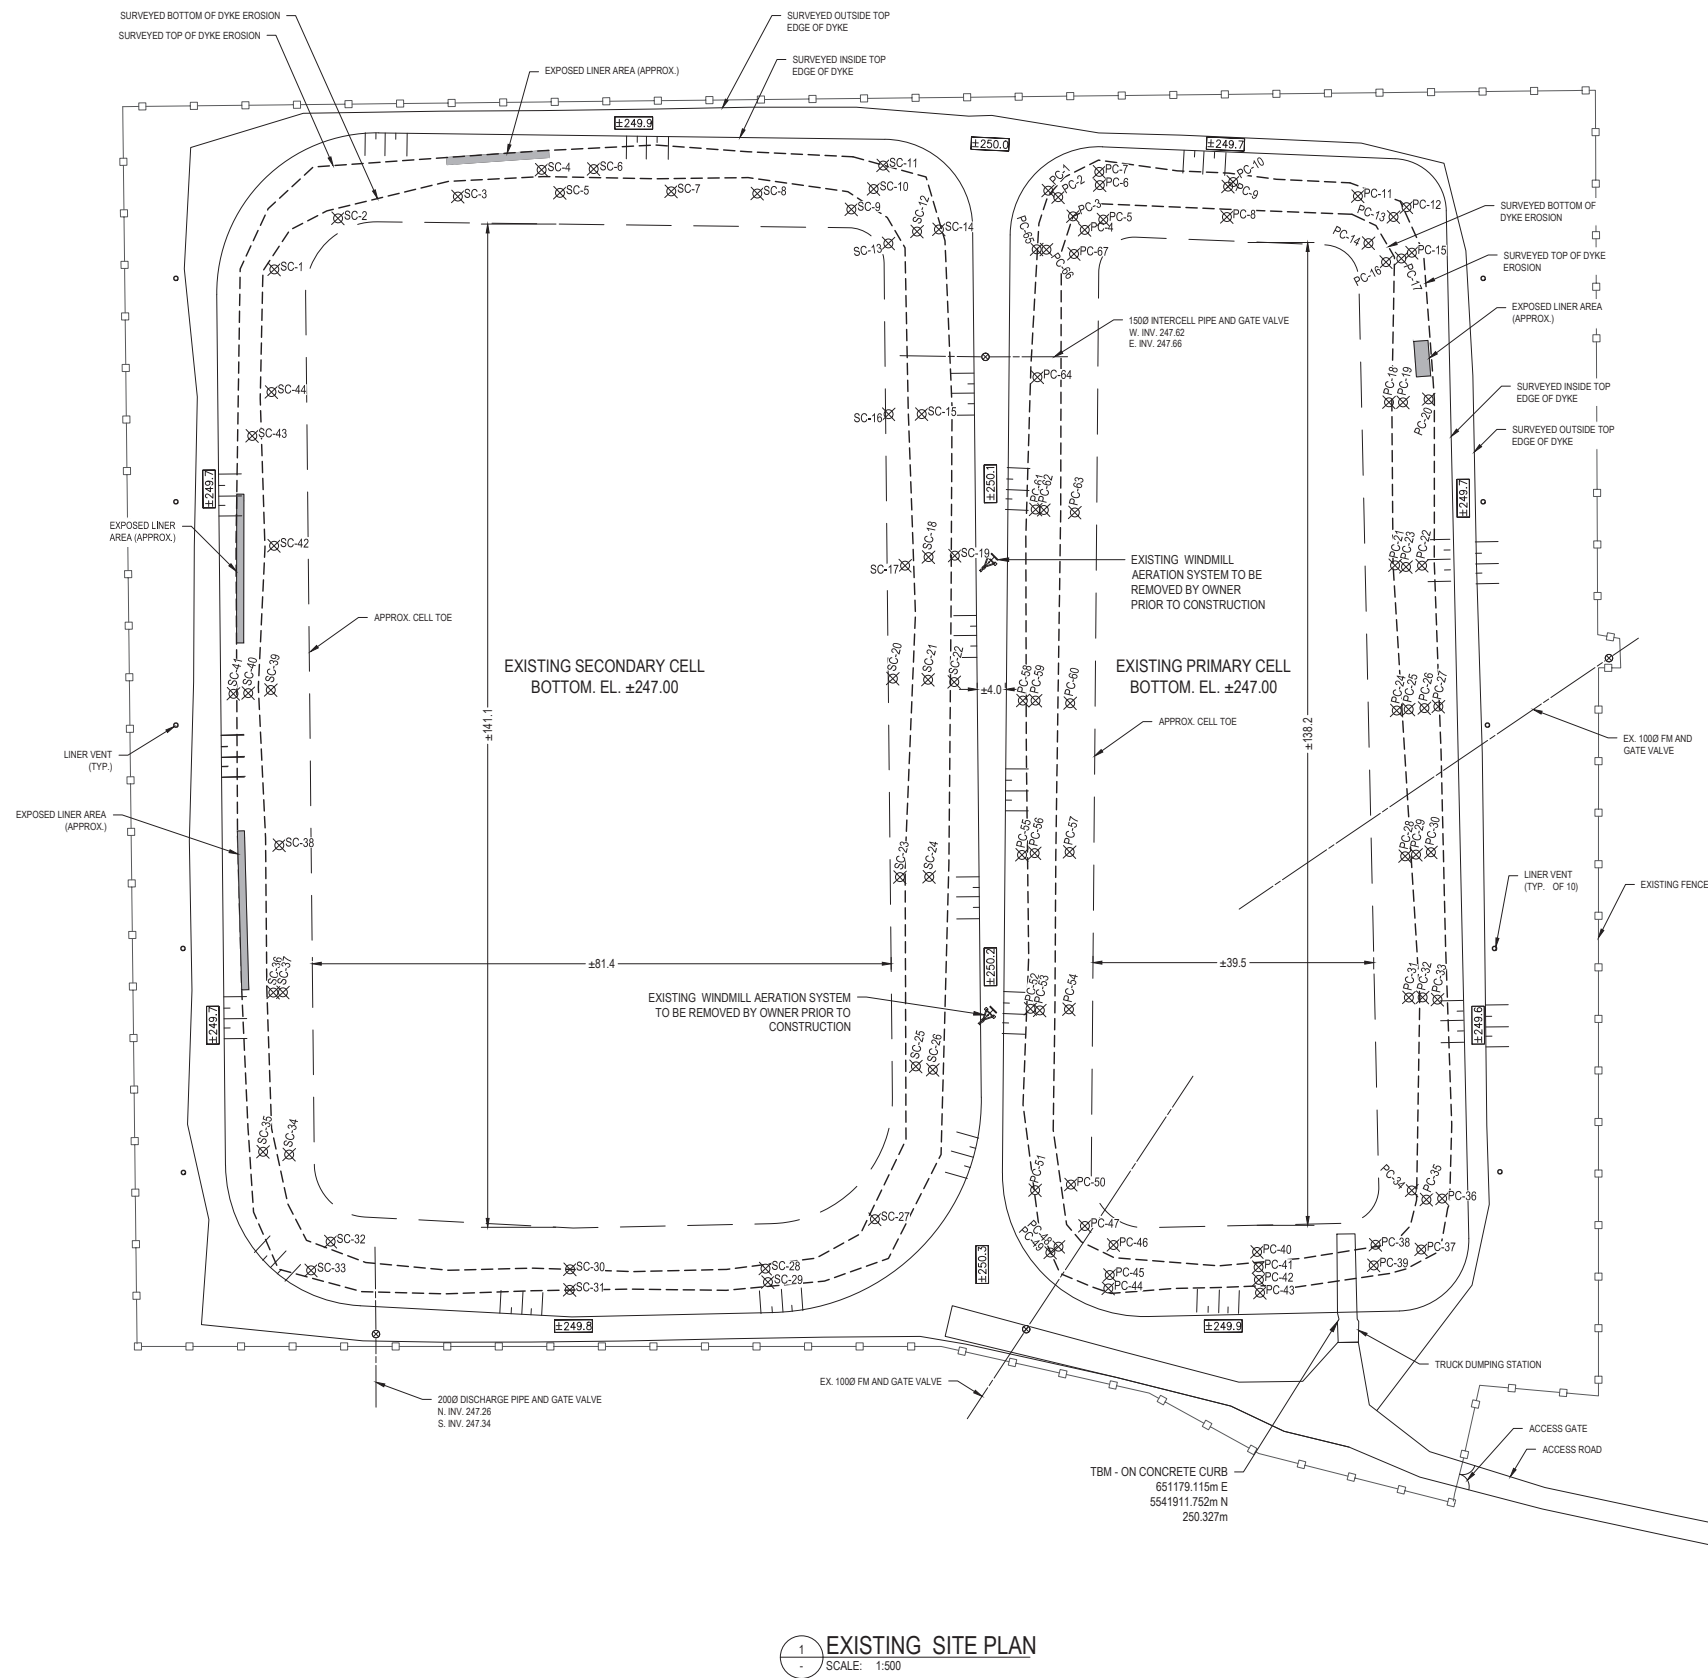 SURVEYED BOTTOM OF DYKE EROSION
SURVEYED TOP OF DYKE EROSION
EXPOSED LINER AREA (APPROX.)
SURVEYED OUTSIDE TOP
EDGE OF DYKE
SURVEYED INSIDE TOP
EDGE OF DYKE
±249.9
±250.0
±249.7
SC-11
SC-4
SC-6
SC-10
SC-3
SC-5
SC-7
SC-8
SC-9
SC-12
SC-2
SC-14
SC-13
SC-1
PC-1
PC-2
PC-7
PC-6
PC-10
PC-9
PC-11
PC-12
PC-3
PC-5
PC-4
PC-8
PC-13
PC-14
PC-15
PC-16
PC-17
PC-65
PC-66
PC-67
SURVEYED BOTTOM OF
DYKE EROSION
SURVEYED TOP OF DYKE
EROSION
EXPOSED LINER AREA
(APPROX.)
150Ø INTERCELL PIPE AND GATE VALVE
W. INV. 247.62
E. INV. 247.66
SURVEYED INSIDE TOP
EDGE OF DYKE
SURVEYED OUTSIDE TOP
EDGE OF DYKE
SC-44
SC-43
SC-16
SC-15
PC-64
PC-18
PC-19
PC-20
±249.7
±250.1
PC-61
PC-62
PC-63
±249.7
EXPOSED LINER
AREA (APPROX.)
SC-42
SC-17
SC-18
SC-19
EXISTING WINDMILL
AERATION SYSTEM TO BE
REMOVED BY OWNER
PRIOR TO CONSTRUCTION
PC-21
PC-23
PC-22
APPROX. CELL TOE
EXISTING SECONDARY CELL
BOTTOM. EL. ±247.00
EXISTING PRIMARY CELL
BOTTOM. EL. ±247.00
SC-41
SC-40
SC-39
SC-20
SC-21
SC-22
±4.0
PC-58
PC-59
PC-60
PC-24
PC-25
PC-26
PC-27
±141.1
±138.2
APPROX. CELL TOE
LINER VENT
(TYP.)
EX. 100Ø FM AND
GATE VALVE
EXPOSED LINER AREA
(APPROX.)
SC-38
SC-23
SC-24
PC-55
PC-56
PC-57
PC-28
PC-29
PC-30
LINER VENT
(TYP. OF 10)
EXISTING FENCE
±81.4
±250.2
±39.5
SC-36
SC-37
EXISTING WINDMILL AERATION SYSTEM
TO BE REMOVED BY OWNER PRIOR TO
CONSTRUCTION
PC-52
PC-53
PC-54
PC-31
PC-32
PC-33
±249.7
±249.6
SC-25
SC-26
SC-35
SC-34
PC-51
PC-50
PC-34
PC-35
PC-36
SC-27
SC-32
SC-33
SC-30
SC-31
SC-28
SC-29
±250.3
PC-47
PC-48
PC-49
PC-46
PC-45
PC-44
PC-40
PC-41
PC-42
PC-43
PC-38
PC-37
PC-39
±249.8
±249.9
TRUCK DUMPING STATION
EX. 100Ø FM AND GATE VALVE
200Ø DISCHARGE PIPE AND GATE VALVE
N. INV. 247.26
S. INV. 247.34
ACCESS GATE
ACCESS ROAD
TBM - ON CONCRETE CURB
651179.115m E
5541911.752m N
250.327m
1
-
EXISTING SITE PLAN
SCALE: 1:500